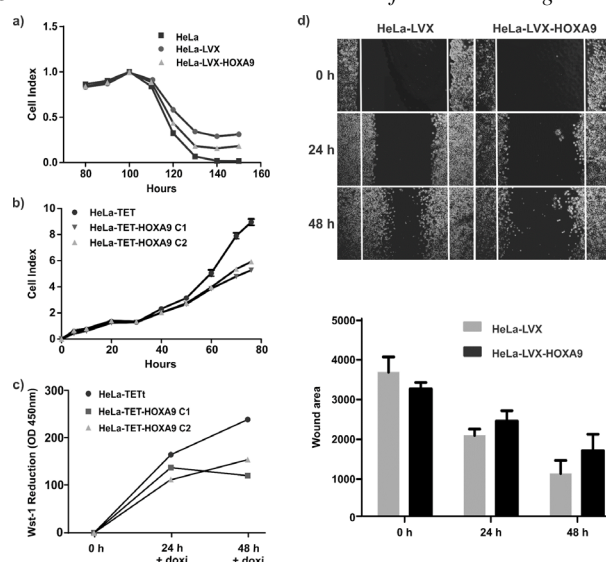 a)
HeLa
HeLa-LVX
HeLa-LVX-HOXA9
Cell Index
1.5
1.0
0.5
0.0
60
80
100
120
140
160
Hours
b)
HeLa-TET
HeLa-TET-HOXA9 C1
HeLa-TET-HOXA9 C2
Cell Index
10
8
6
4
2
0
0
20
40
60
80
Hours
c)
HeLa-TETt
HeLa-TET-HOXA9 C1
HeLa-TET-HOXA9 C2
Wst-1 Reduction (OD 450nm)
300
200
100
0
0 h
24 h
+ doxi
48 h
+ doxi
d)
HeLa-LVX
HeLa-LVX-HOXA9
0 h
24 h
48 h
HeLa-LVX
HeLa-LVX-HOXA9
Wound area
5000
4000
3000
2000
1000
0
0 h
24 h
48 h